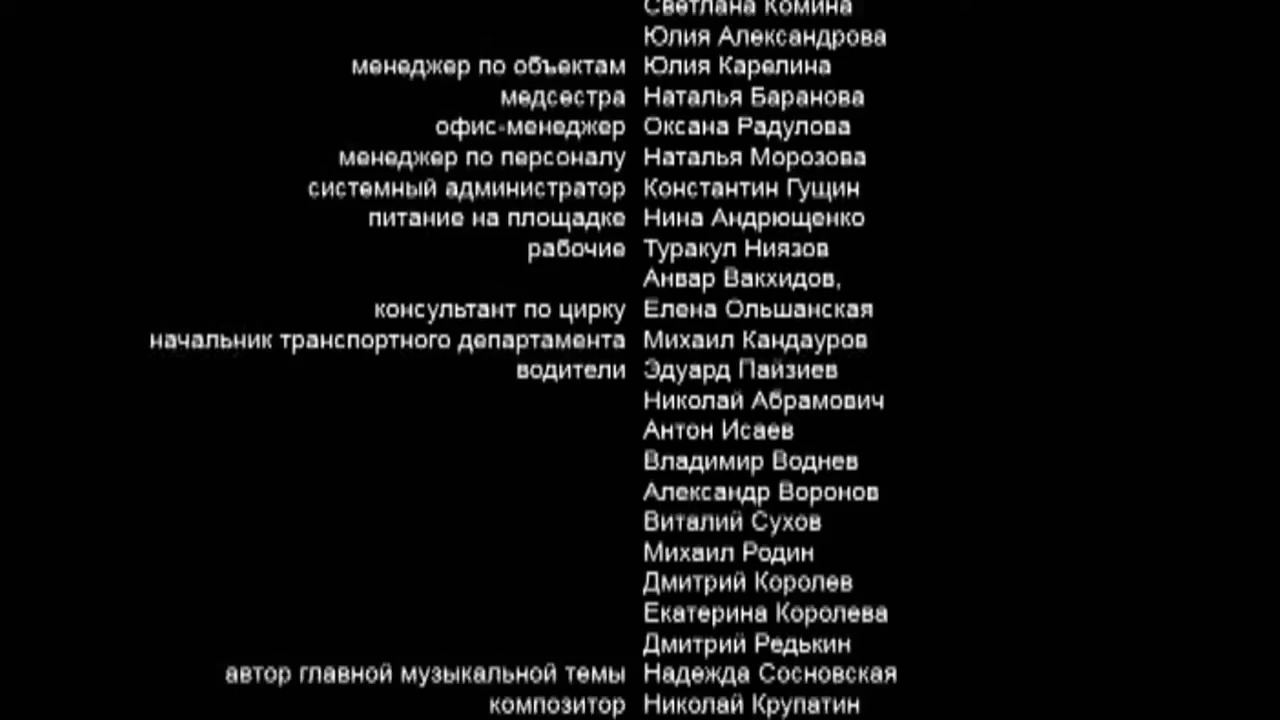 Светлана Комина
Юлия Александрова
менеджер по объектам Юлия Карелина
медсестра Наталья Баранова
офис-менеджер Оксана Радулова
менеджер по персоналу Наталья Морозова
системный администратор Константин Гущин
питание на площадке Нина Андрющенко
рабочие Туракул Ниязов
Анвар Вакхидов,
консультант по цирку Елена Ольшанская
начальник транспортного департамента Михаил Кандауров
водители Эдуард Пайзиев
Николай Абрамович
Антон Исаев
Владимир Воднев
Александр Воронов
Виталий Сухов
Михаил Родин
Дмитрий Королев
Екатерина Королева
Дмитрий Редькин
автор главной музыкальной темы Надежда Сосновская
композитор Николай Крупатин